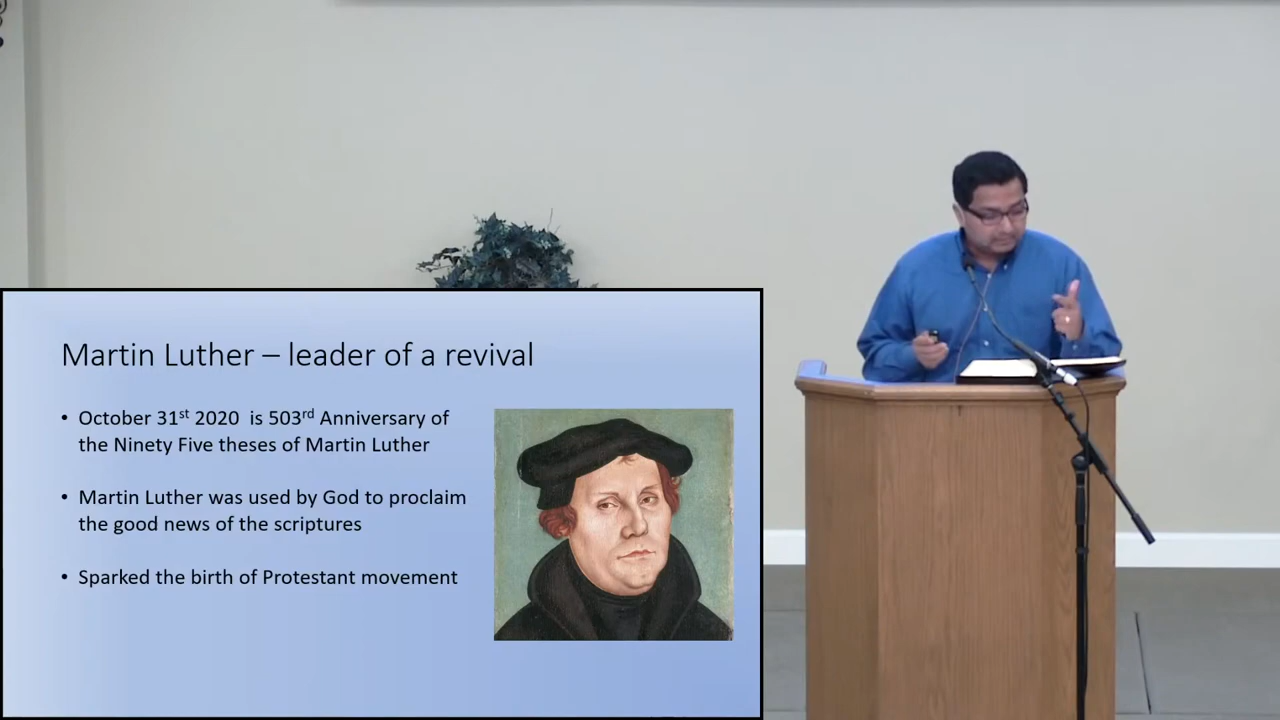 Martin Luther – leader of a revival
• October 31st 2020 is 503rd Anniversary of
the Ninety Five theses of Martin Luther
• Martin Luther was used by God to proclaim
the good news of the scriptures
• Sparked the birth of Protestant movement